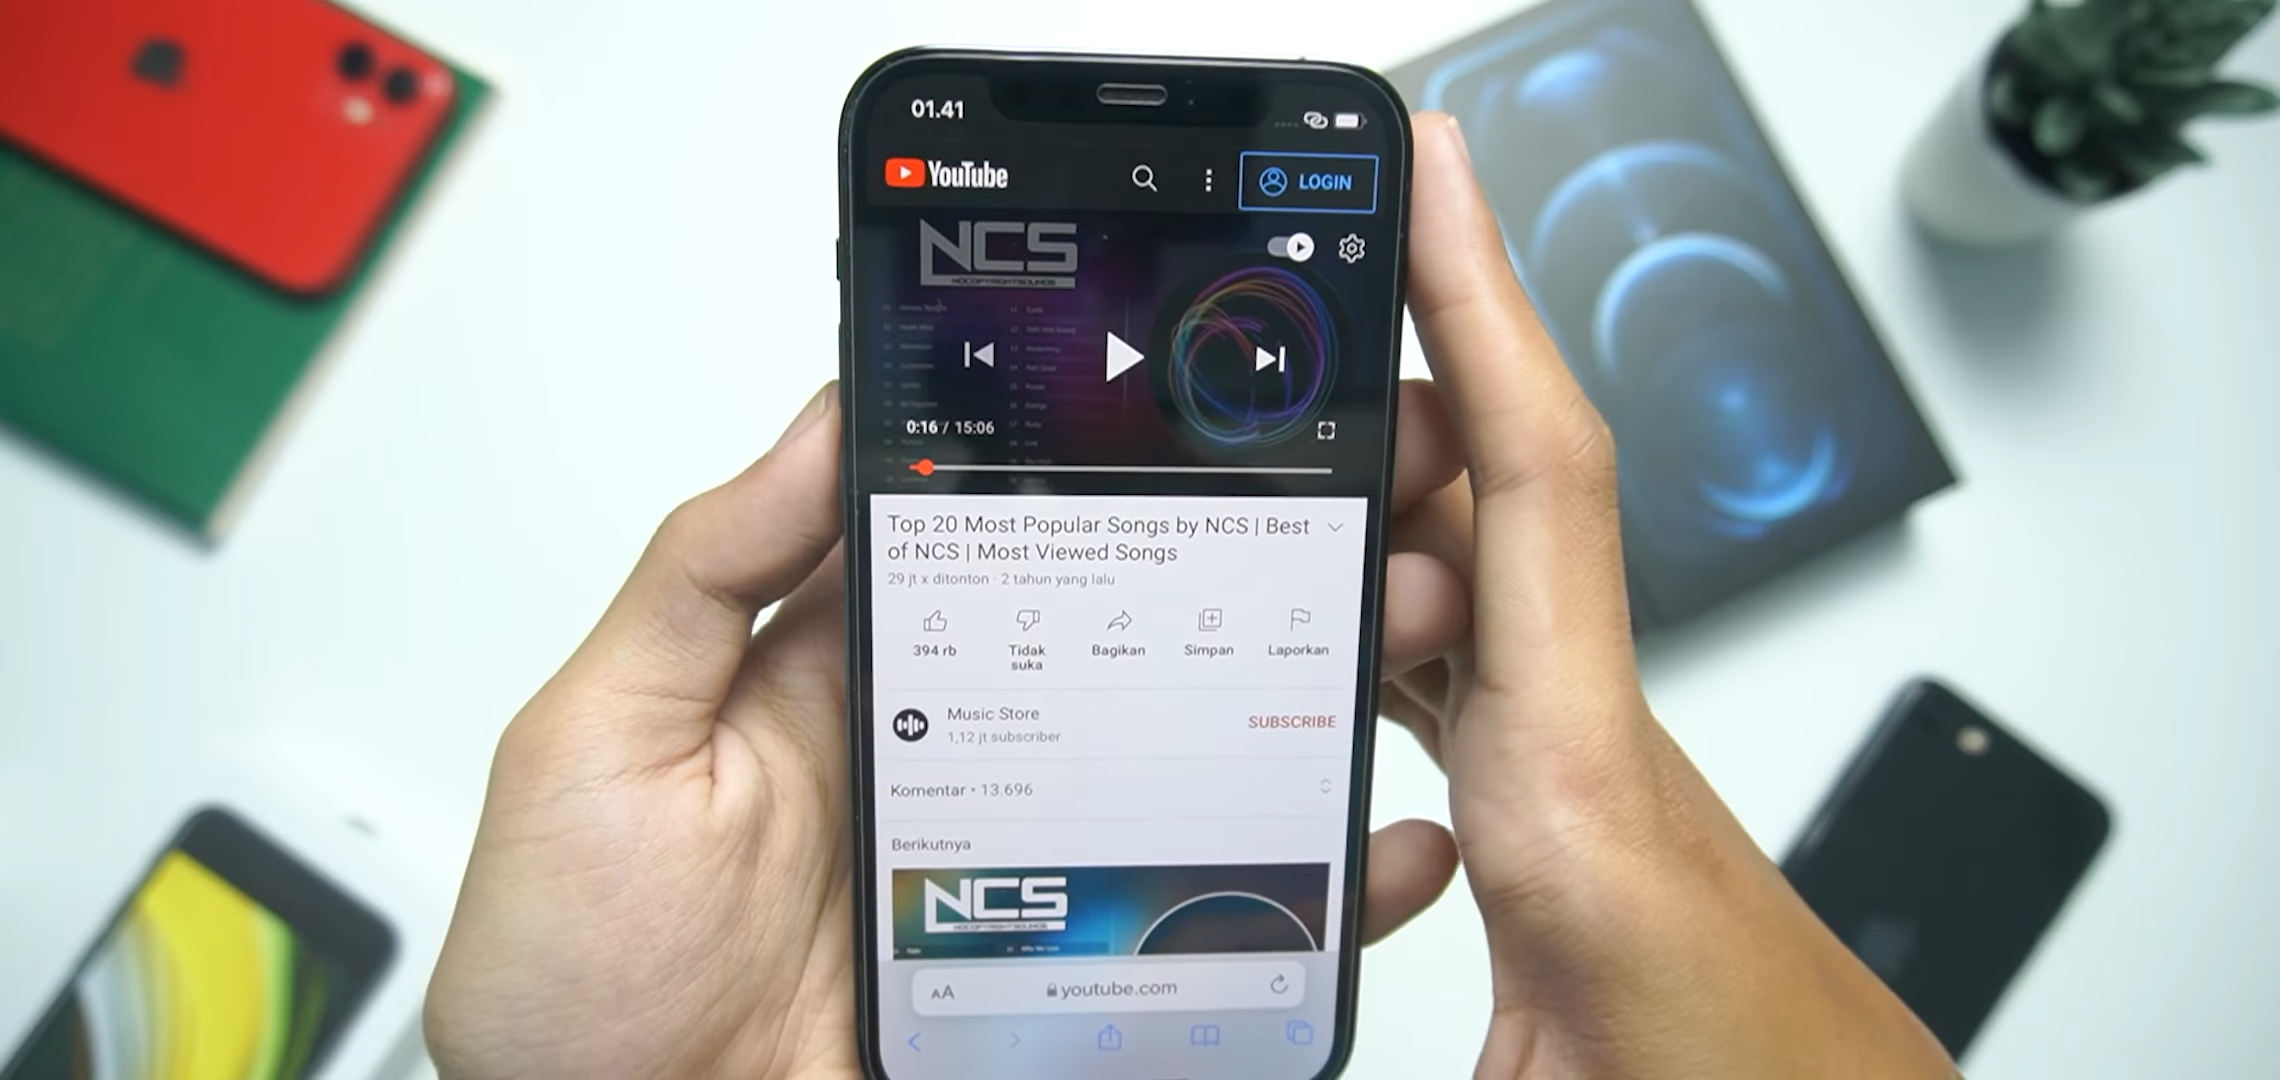 01.41
YouTube
LOGIN
NCS
NOCOPYRIGHTSOUNDS
0:16 / 15:06
Top 20 Most Popular Songs by NCS | Best
of NCS | Most Viewed Songs
29 jt x ditonton · 2 tahun yang lalu
394 rb
Tidak
suka
Bagikan
Simpan
Laporkan
Music Store
1,12 jt subscriber
SUBSCRIBE
Komentar • 13.696
Berikutnya
NCS
NOCOPYRIGHTSOUNDS
AA
youtube.com